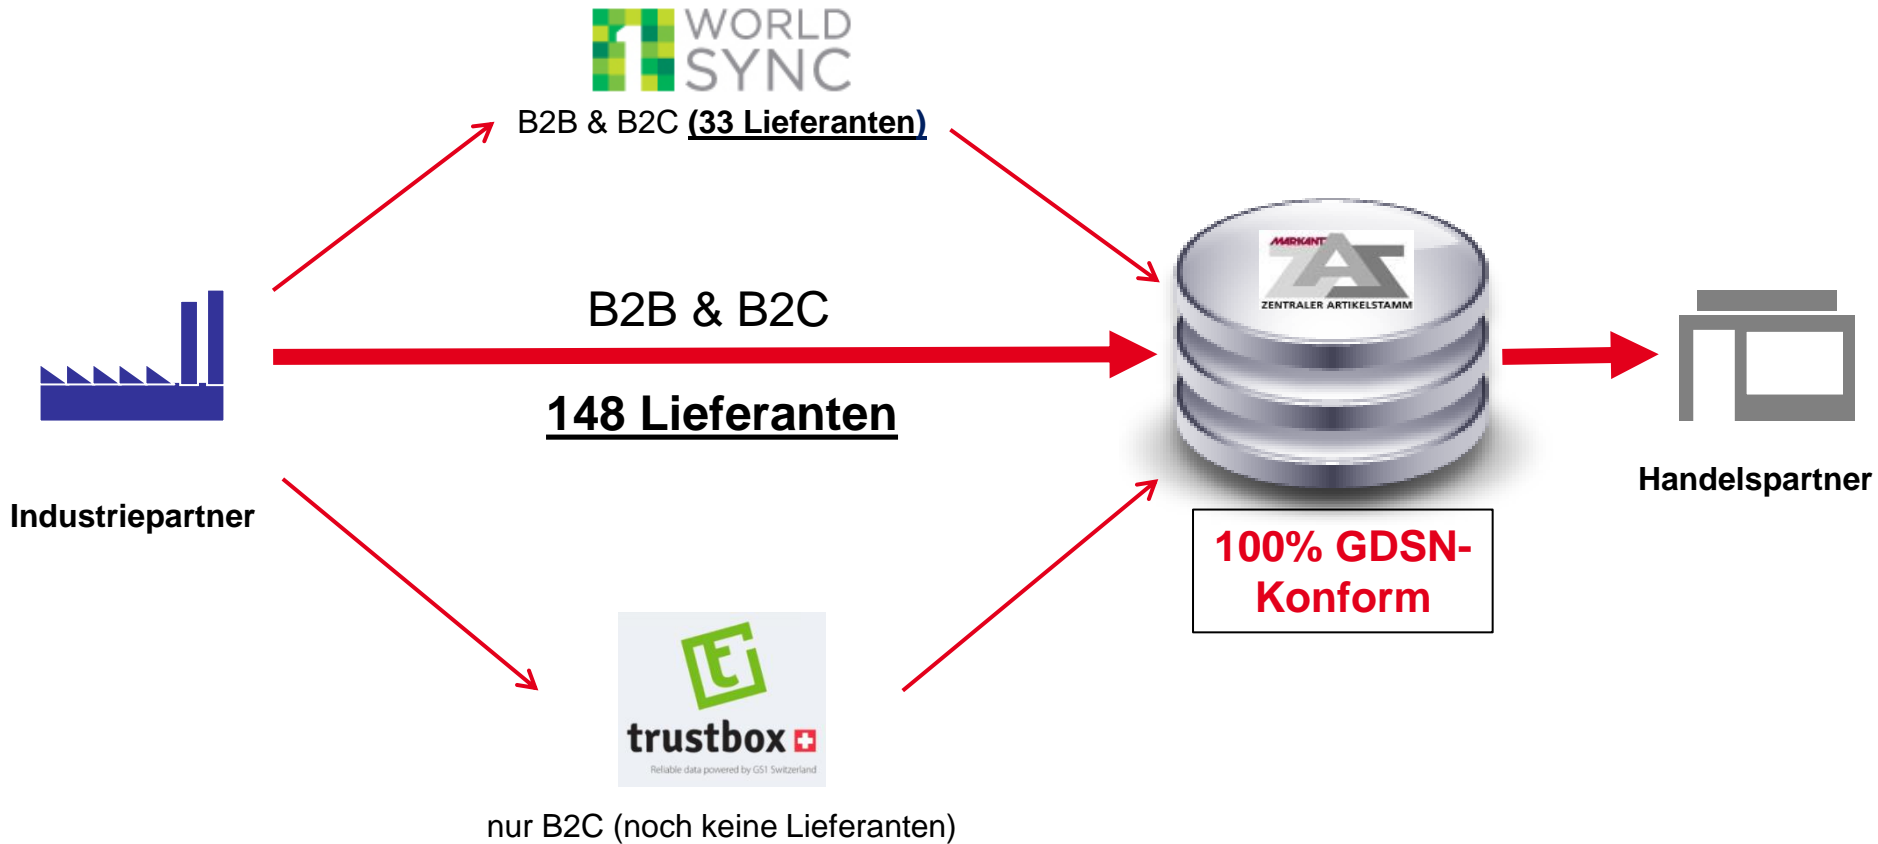 WORLD
SYNC
B2B & B2C (33 Lieferanten)
MARKANT
ZAS
ZENTRALER ARTIKELSTAMM
B2B & B2C
148 Lieferanten
Industriepartner
Handelspartner
100% GDSN-
Konform
t
trustbox
Reliable data powered by GS1 Switzerland
nur B2C (noch keine Lieferanten)